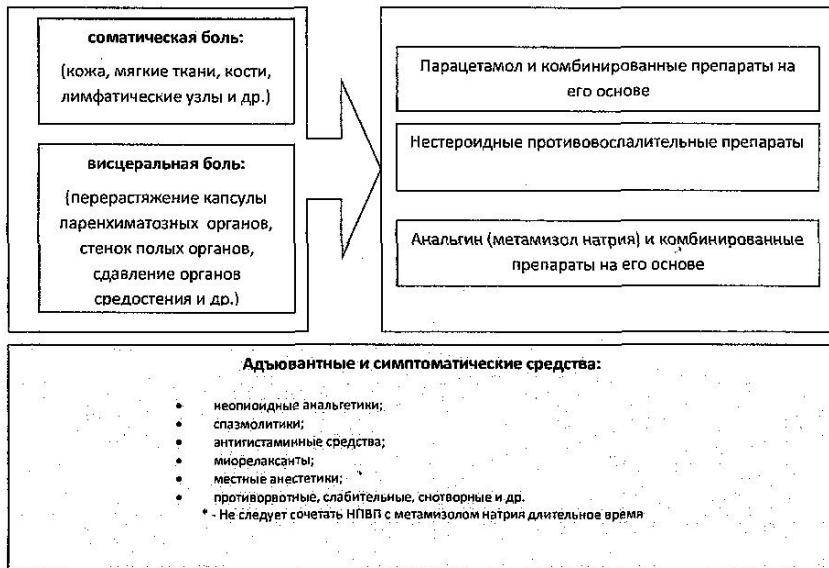 соматическая боль:
(кожа, мягкие ткани, кости,
лимфатические узлы и др.)
висцеральная боль:
(перерастяжение капсулы
паренхиматозных органов,
стенок полых органов,
сдавление органов
средостения и др.)
Парацетамол и комбинированные препараты на
его основе
Нестероидные противовоспалительные препараты
Анальгин (метамизол натрия) и комбинированные
препараты на его основе
Адъювантные и симптоматические средства:
• неопиоидные анальгетики;
• спазмолитики;
• антигистаминные средства;
• миорелаксанты;
• местные анестетики;
• противорвотные, слабительные, снотворные и др.
* - Не следует сочетать НПВП с метамизолом натрия длительное время